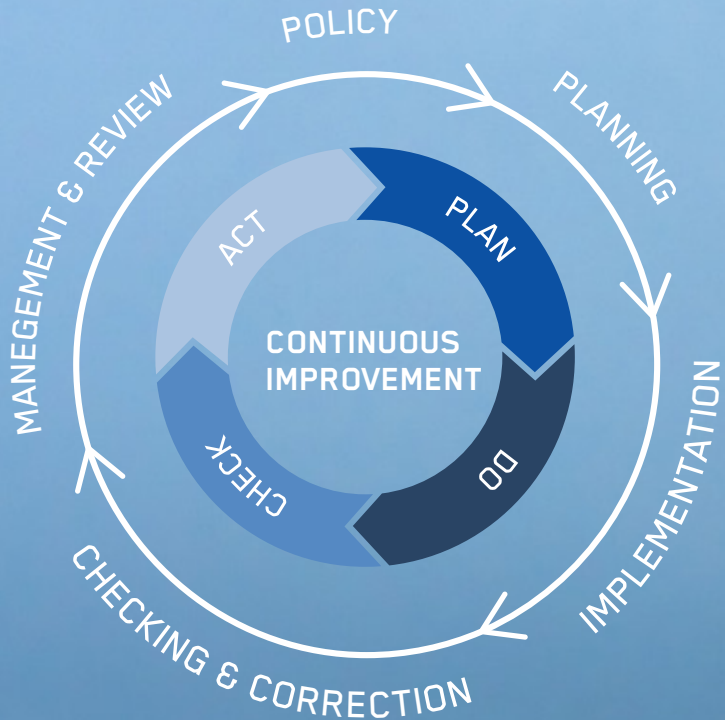 POLICY
PLANNING
IMPLEMENTATION
CHECKING & CORRECTION
MANEGEMENT & REVIEW
PLAN
DO
CHECK
ACT
CONTINUOUS
IMPROVEMENT